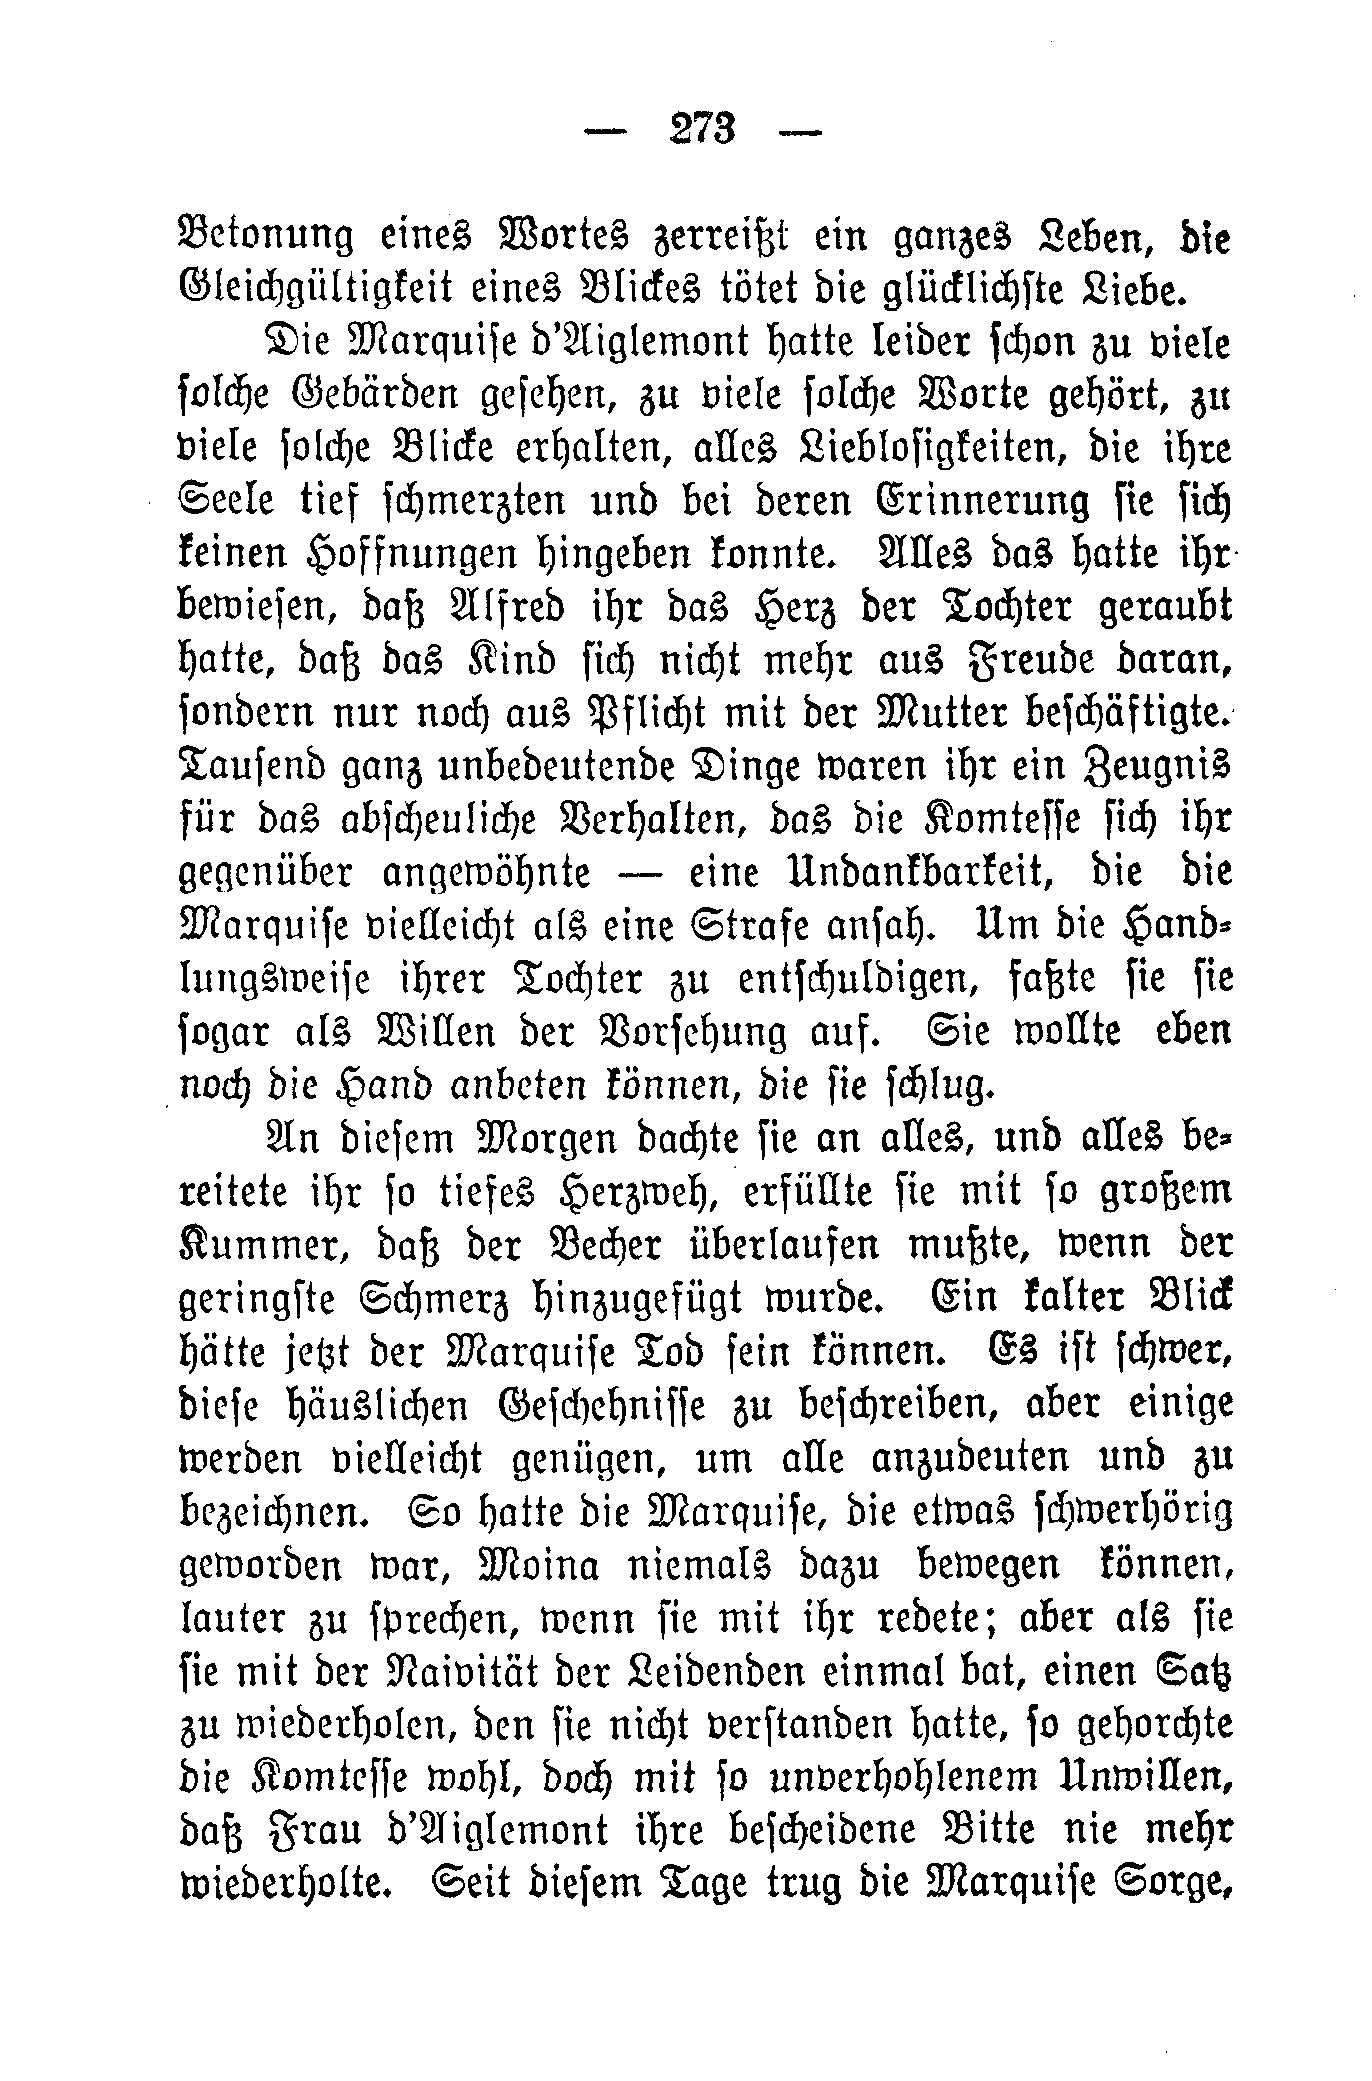 — 273 —
Betonung eines Wortes zerreißt ein ganzes Leben, die
Gleichgültigkeit eines Blickes tötet die glücklichste Liebe.
Die Marquise d'Aiglemont hatte leider schon zu viele
solche Gebärden gesehen, zu viele solche Worte gehört, zu
viele solche Blicke erhalten, alles Lieblosigkeiten, die ihre
Seele tief schmerzten und bei deren Erinnerung sie sich
keinen Hoffnungen hingeben konnte. Alles das hatte ihr
bewiesen, daß Alfred ihr das Herz der Tochter geraubt
hatte, daß das Kind sich nicht mehr aus Freude daran,
sondern nur noch aus Pflicht mit der Mutter beschäftigte.
Tausend ganz unbedeutende Dinge waren ihr ein Zeugnis
für das abscheuliche Verhalten, das die Komtesse sich ihr
gegenüber angewöhnte — eine Undankbarkeit, die die
Marquise vielleicht als eine Strafe ansah. Um die Hand-
lungsweise ihrer Tochter zu entschuldigen, faßte sie sie
sogar als Willen der Vorsehung auf. Sie wollte eben
noch die Hand anbeten können, die sie schlug.
An diesem Morgen dachte sie an alles, und alles be-
reitete ihr so tiefes Herzweh, erfüllte sie mit so großem
Kummer, daß der Becher überlaufen mußte, wenn der
geringste Schmerz hinzugefügt wurde. Ein kalter Blick
hätte jetzt der Marquise Tod sein können. Es ist schwer,
diese häuslichen Geschehnisse zu beschreiben, aber einige
werden vielleicht genügen, um alle anzudeuten und zu
bezeichnen. So hatte die Marquise, die etwas schwerhörig
geworden war, Moina niemals dazu bewegen können,
lauter zu sprechen, wenn sie mit ihr redete; aber als sie
sie mit der Naivität der Leidenden einmal bat, einen Satz
zu wiederholen, den sie nicht verstanden hatte, so gehorchte
die Komtesse wohl, doch mit so unverhohlenem Unwillen,
daß Frau d'Aiglemont ihre bescheidene Bitte nie mehr
wiederholte. Seit diesem Tage trug die Marquise Sorge,